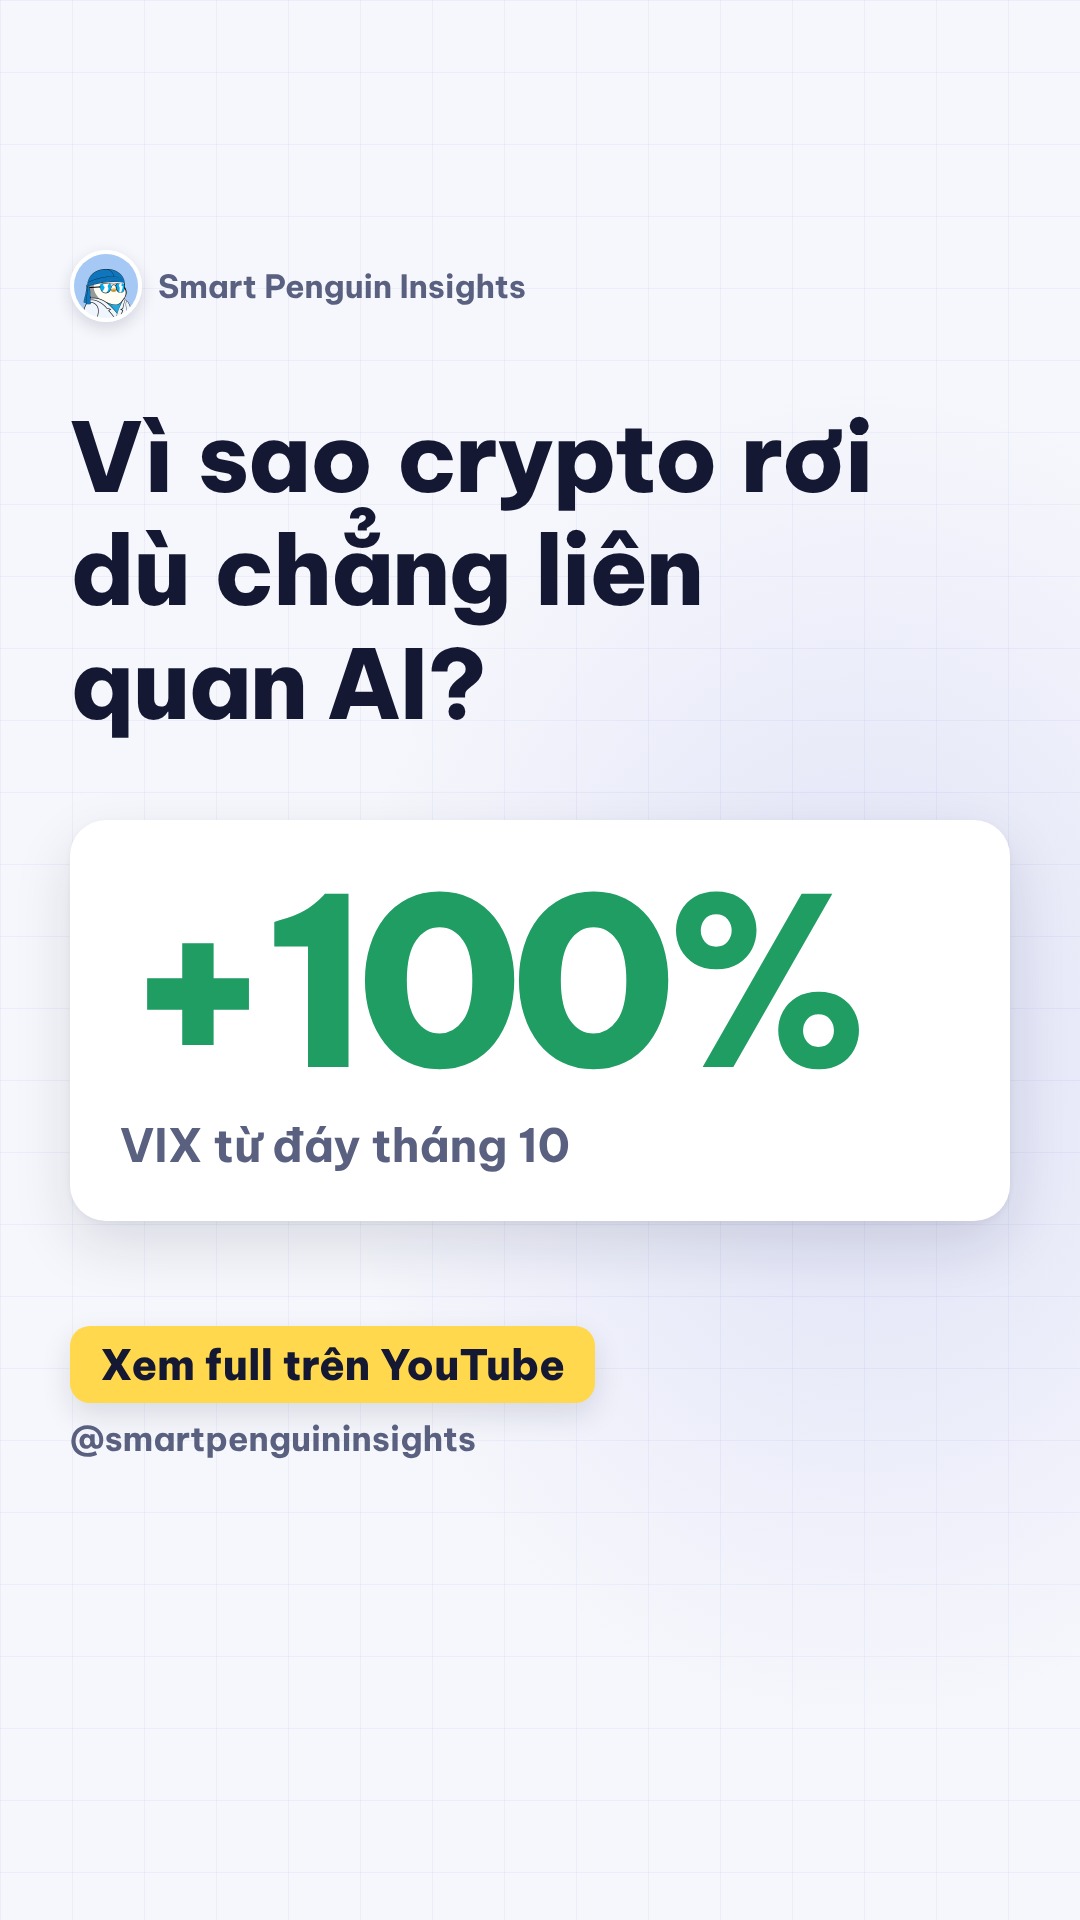 Smart Penguin Insights
Vì sao crypto rơi
dù chẳng liên
quan AI?
+100%
VIX từ đáy tháng 10
Xem full trên YouTube
@smartpenguininsights